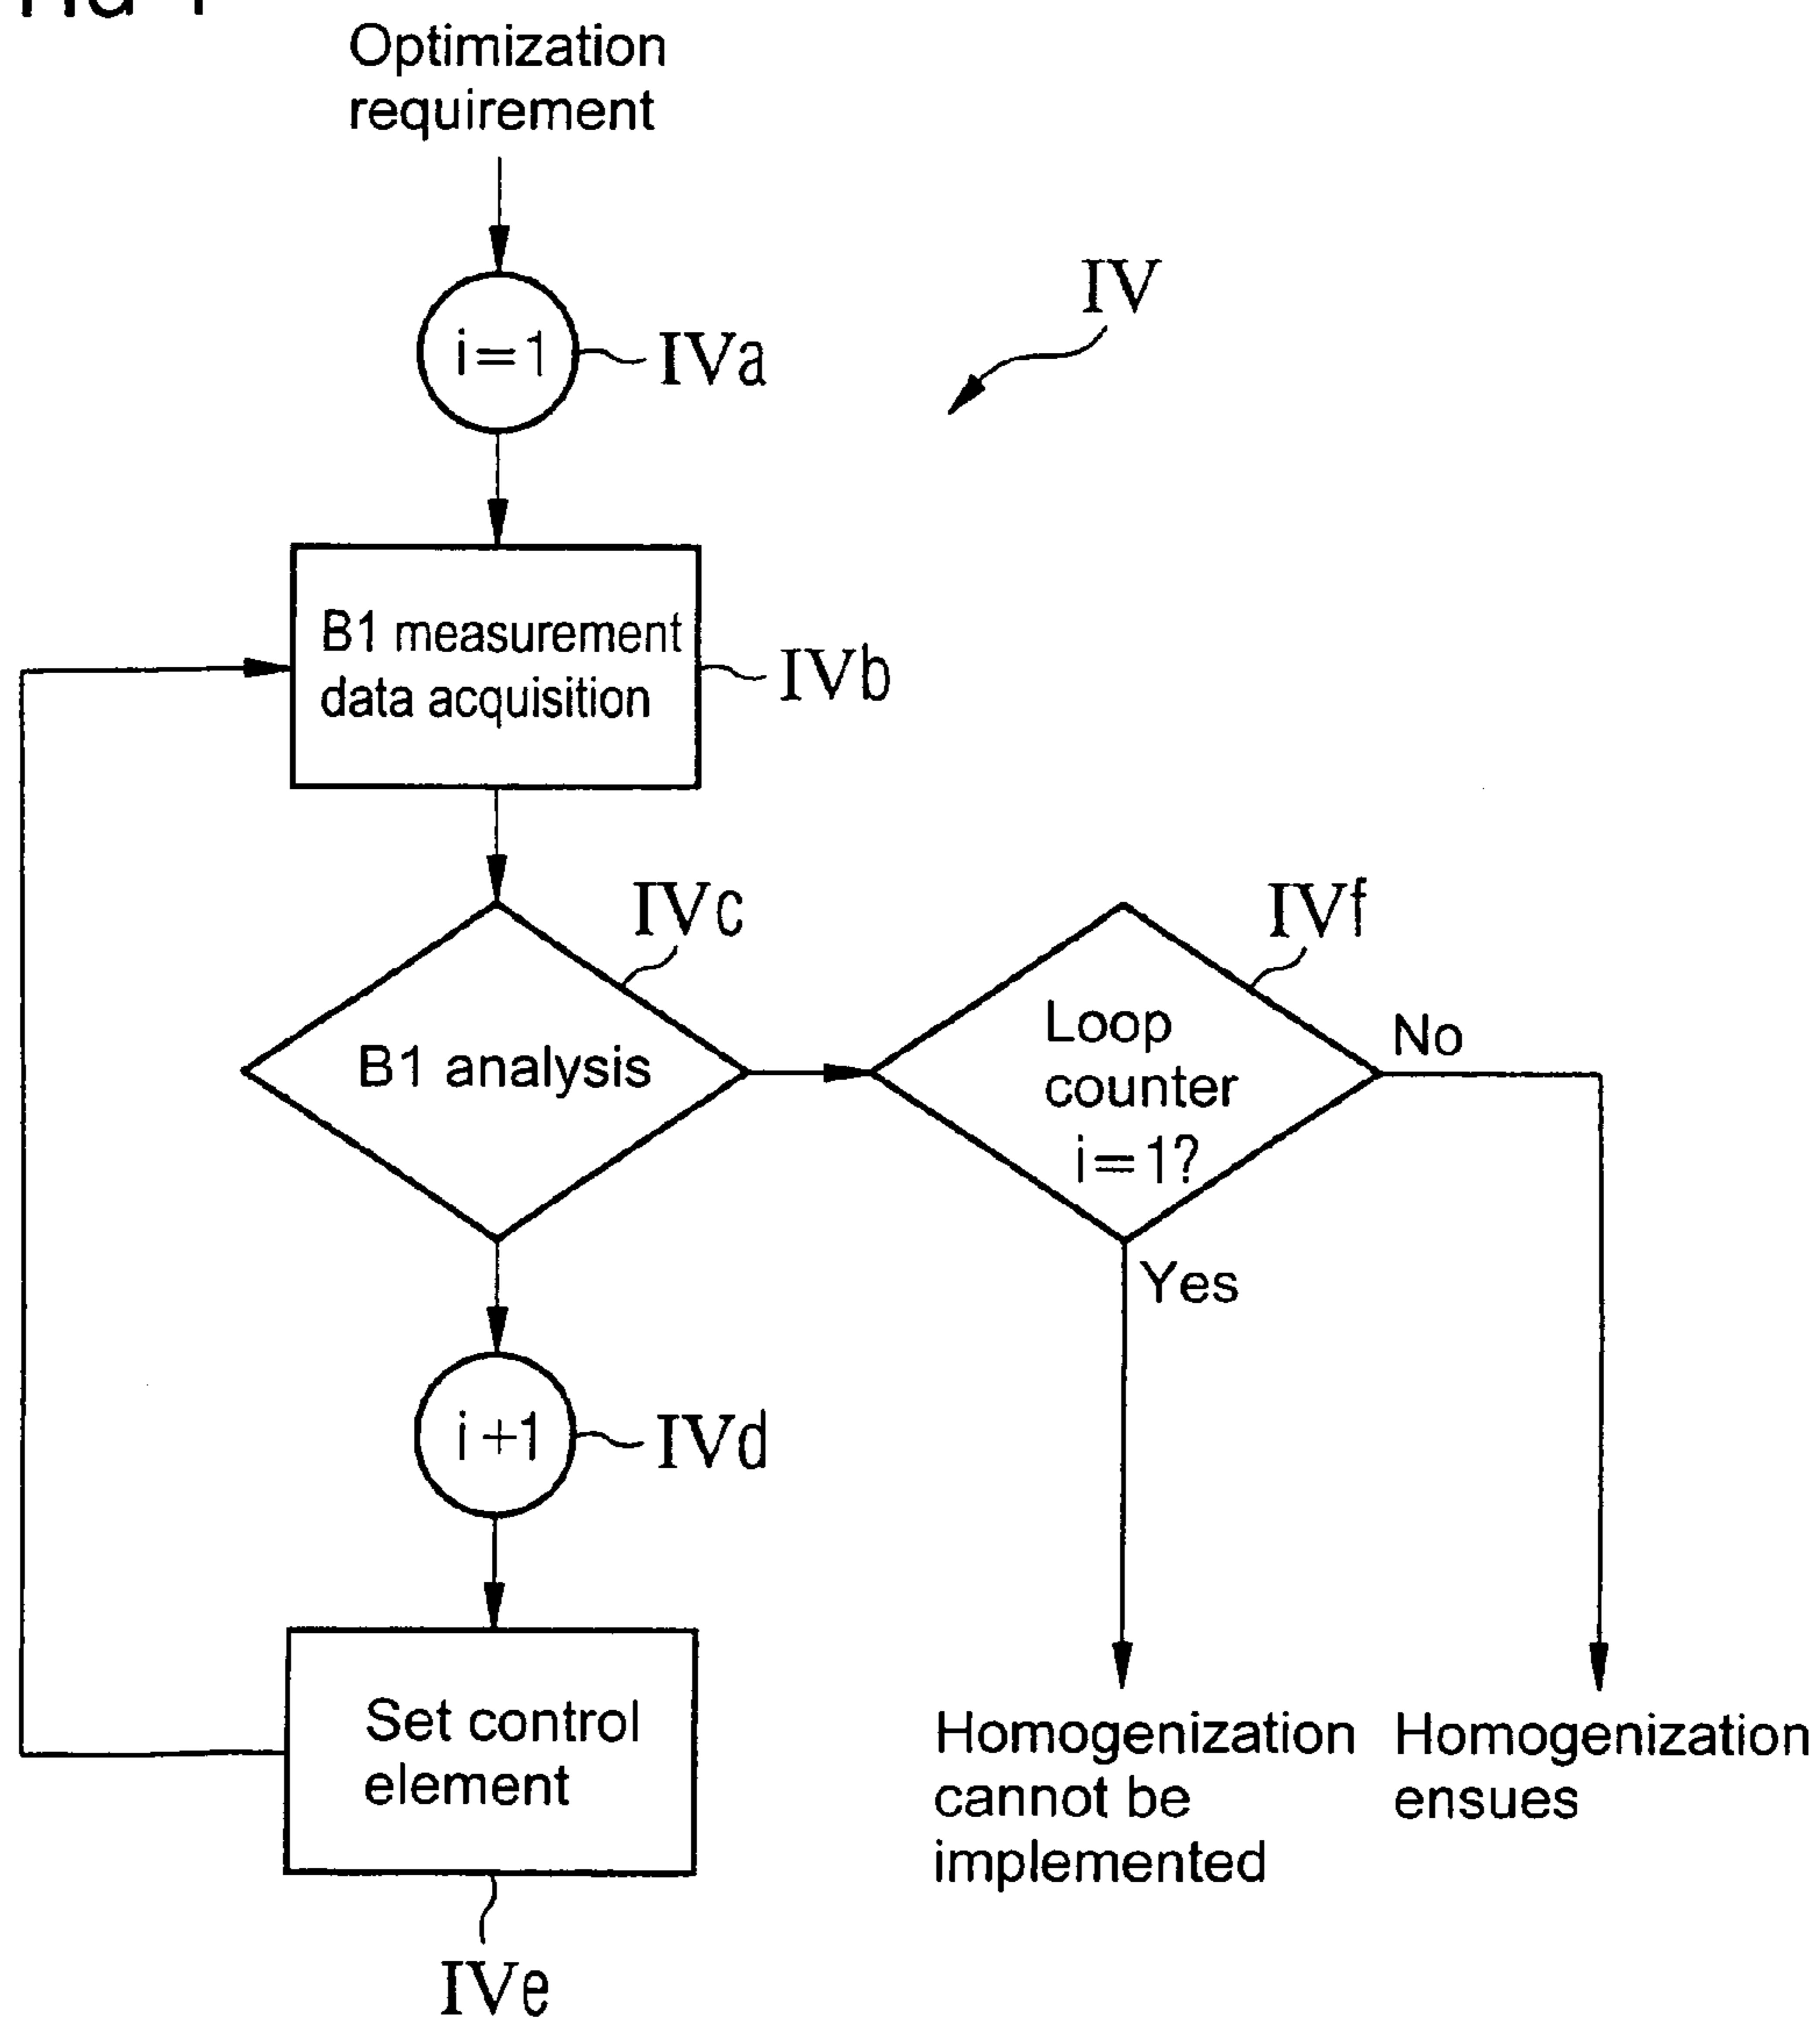 Optimization
requirement
IV
i=1
IVa
B1 measurement
data acquisition
IVb
IVc
IVf
B1 analysis
Loop
counter
i=1?
No
Yes
i+1
IVd
Set control
element
Homogenization
cannot be
implemented
Homogenization
ensues
IVe